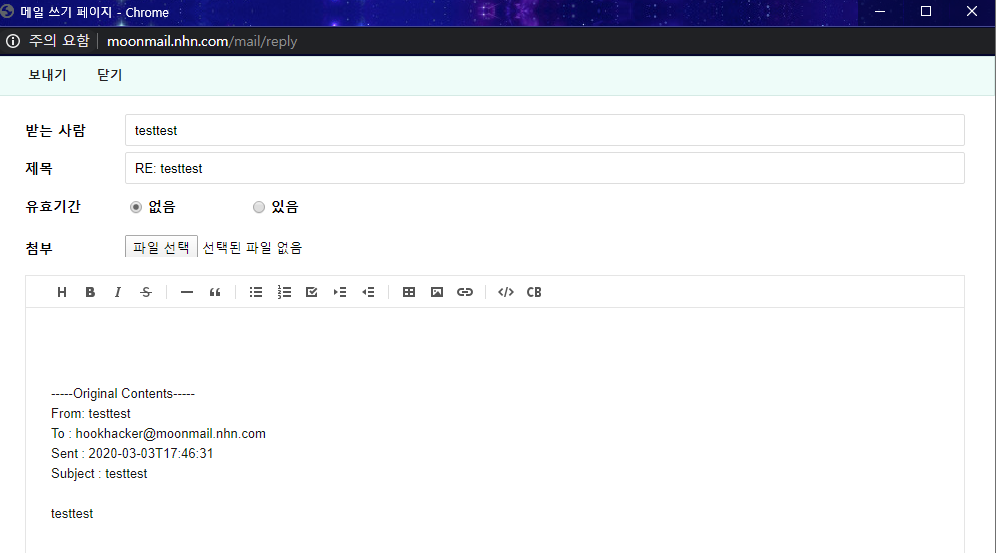 메일 쓰기 페이지 - Chrome
주의 요함 moonmail.nhn.com/mail/reply
보내기 닫기
받는 사람 testtest
제목 RE: testtest
유효기간 없음 있음
첨부 파일 선택 선택된 파일 없음
H B I S </> CB
-----Original Contents-----
From: testtest
To : hookhacker@moonmail.nhn.com
Sent : 2020-03-03T17:46:31
Subject : testtest
testtest